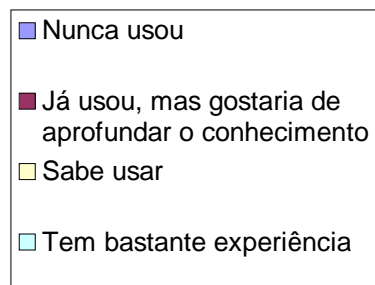 Nunca usou
Já usou, mas gostaria de
aprofundar o conhecimento
Sabe usar
Tem bastante experiência